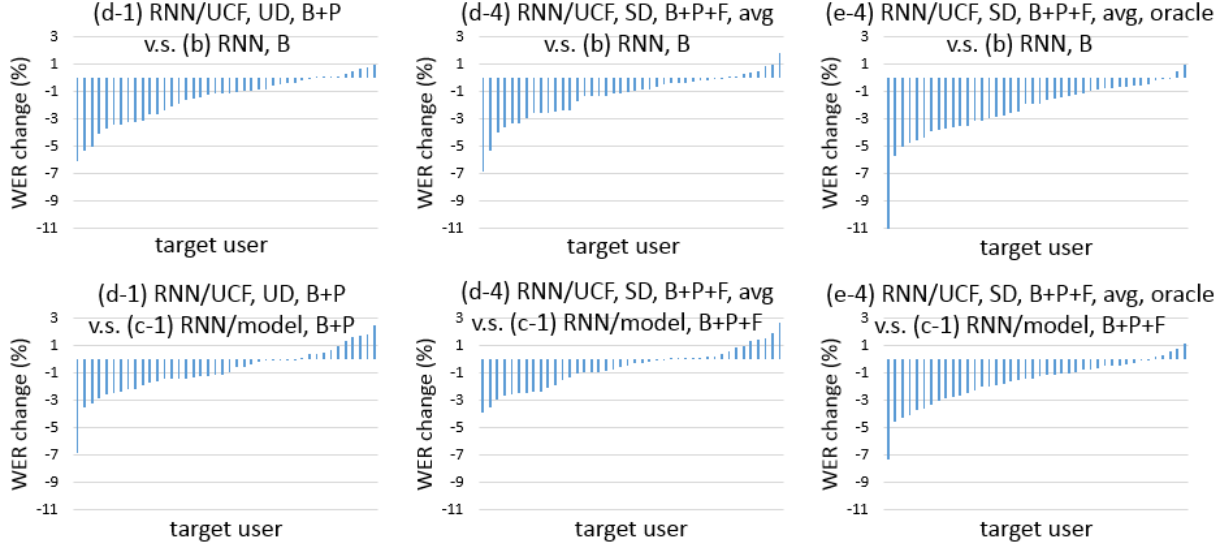 (d-1) RNN/UCF, UD, B+P
v.s. (b) RNN, B
WER change (%)
3
1
-1
-3
-5
-7
-9
-11
target user
(d-4) RNN/UCF, SD, B+P+F, avg
v.s. (b) RNN, B
WER change (%)
3
1
-1
-3
-5
-7
-9
-11
target user
(e-4) RNN/UCF, SD, B+P+F, avg, oracle
v.s. (b) RNN, B
WER change (%)
3
1
-1
-3
-5
-7
-9
-11
target user
(d-1) RNN/UCF, UD, B+P
v.s. (c-1) RNN/model, B+P
WER change (%)
3
1
-1
-3
-5
-7
-9
-11
target user
(d-4) RNN/UCF, SD, B+P+F, avg
v.s. (c-1) RNN/model, B+P+F
WER change (%)
3
1
-1
-3
-5
-7
-9
-11
target user
(e-4) RNN/UCF, SD, B+P+F, avg, oracle
v.s. (c-1) RNN/model, B+P+F
WER change (%)
3
1
-1
-3
-5
-7
-9
-11
target user